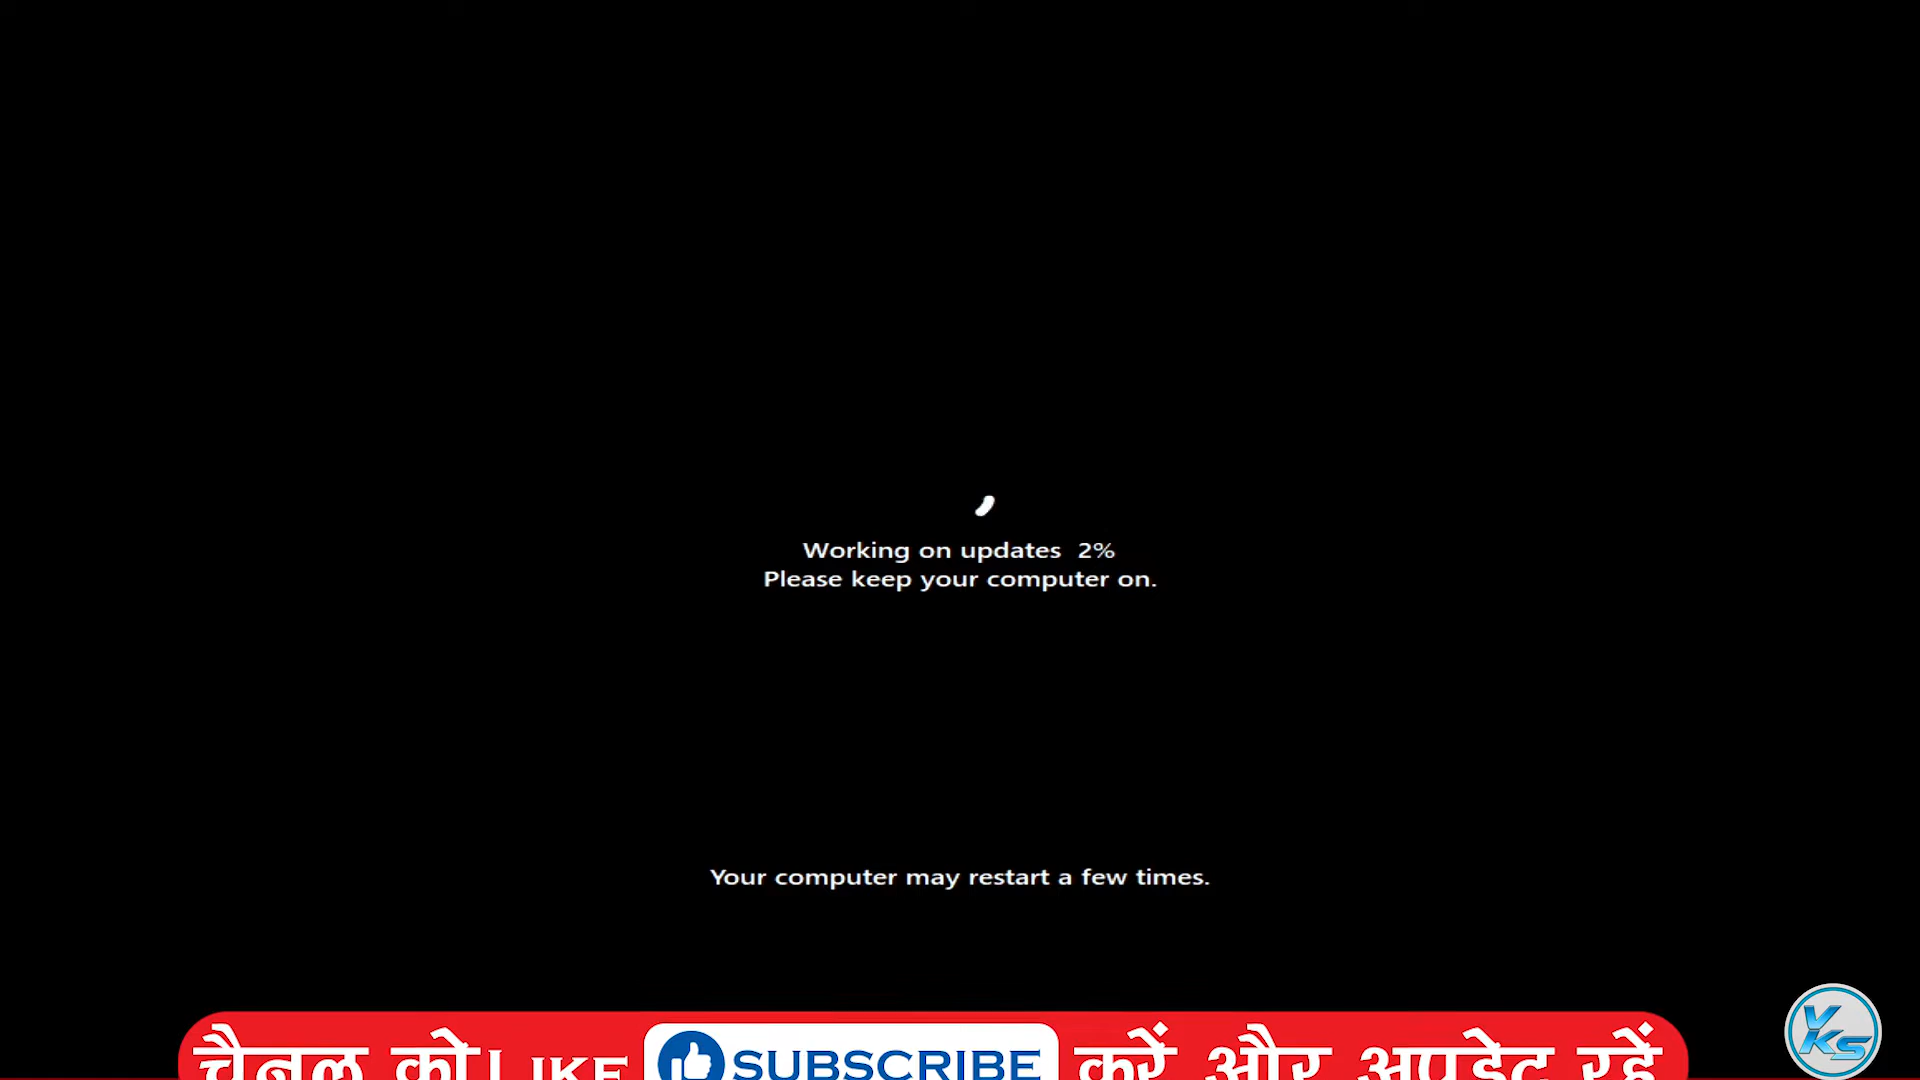 Working on updates 2%
Please keep your computer on.
Your computer may restart a few times.
चैनल को LIKE SUBSCRIBE करें और अपडेट रहें
VKS